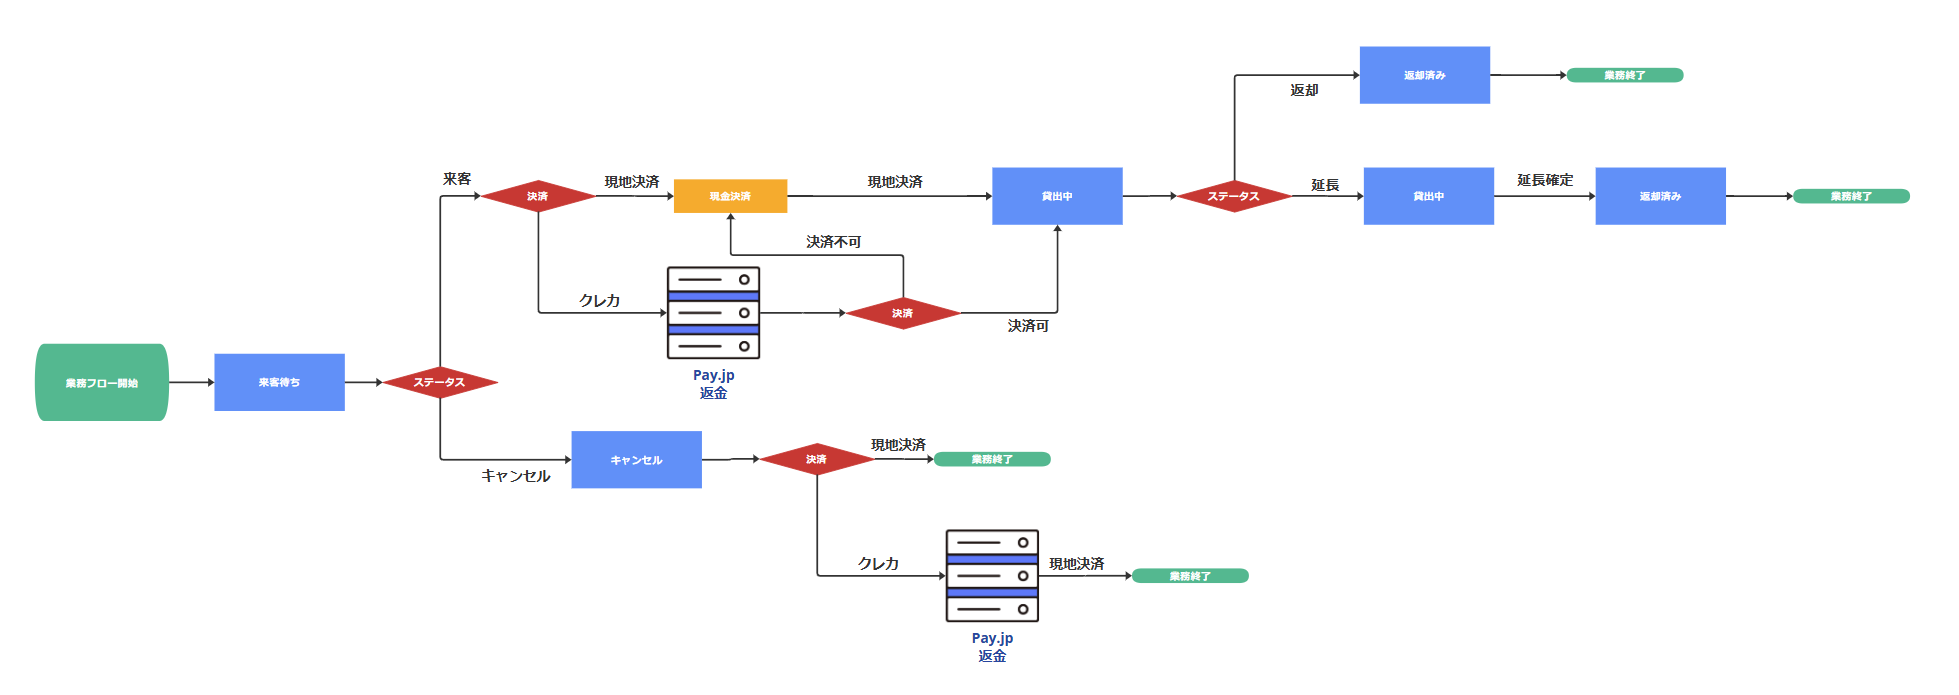 返却済み
業務終了
返却
来客
決済
現地決済
現金決済
現地決済
貸出中
ステータス
延長
貸出中
延長確定
返却済み
業務終了
決済不可
クレカ
決済
決済可
Pay.jp
返金
業務フロー開始
来客待ち
ステータス
キャンセル
キャンセル
決済
現地決済
業務終了
クレカ
現地決済
業務終了
Pay.jp
返金